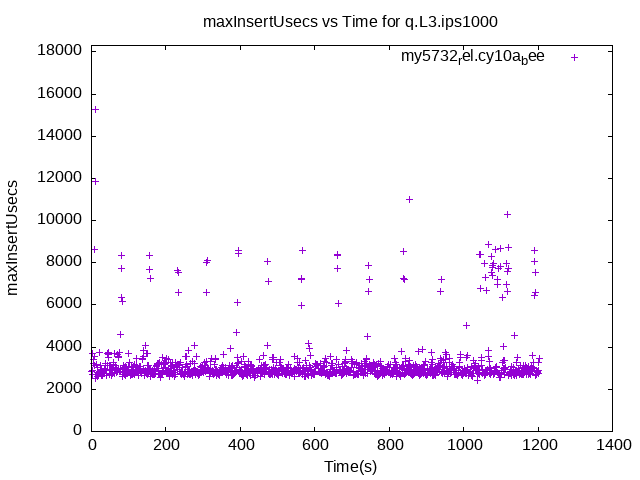 maxInsertUsecs vs Time for q.L3.ips1000
my5732rel.cy10abee
18000
16000
14000
12000
10000
8000
6000
4000
2000
0
maxInsertUsecs
0 200 400 600 800 1000 1200 1400
Time(s)